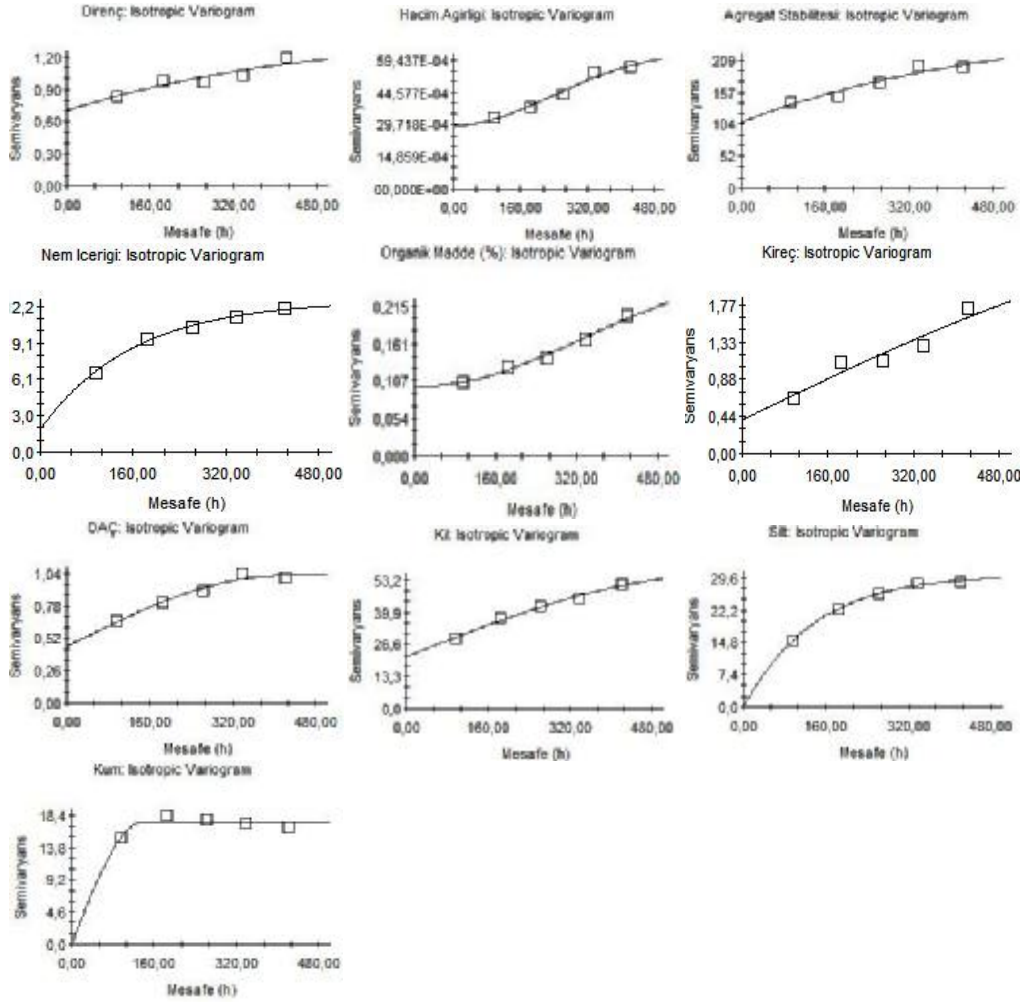 Direnç: Isotropic Variogram
Semivaryans
1,20
0,90
0,60
0,30
0,00
0,00 160,00 320,00 480,00
Mesafe (h)
Hacim Agirligi: Isotropic Variogram
Semivaryans
59,437E-04
44,577E-04
29,718E-04
14,859E-04
00,000E+00
0,00 160,00 320,00 480,00
Mesafe (h)
Agregat Stabilitesii: Isotropic Variogram
Semivaryans
209
157
104
52
0
0,00 160,00 320,00 480,00
Mesafe (h)
Nem Icerigi: Isotropic Variogram
Semivaryans
2,2
9,1
6,1
3,0
0,0
0,00 160,00 320,00 480,00
Mesafe (h)
Organik Madde (%): Isotropic Variogram
Semivaryans
0,215
0,161
0,107
0,054
0,000
0,00 160,00 320,00 480,00
Mesafe (h)
Kireç: Isotropic Variogram
Semivaryans
1,77
1,33
0,88
0,44
0,00
0,00 160,00 320,00 480,00
Mesafe (h)
DAÇ: Isotropic Variogram
Semivaryans
1,04
0,78
0,52
0,26
0,00
0,00 160,00 320,00 480,00
Mesafe (h)
Kil: Isotropic Variogram
Semivaryans
53,2
39,9
26,6
13,3
0,0
0,00 160,00 320,00 480,00
Mesafe (h)
Silt: Isotropic Variogram
Semivaryans
29,6
22,2
14,8
7,4
0,0
0,00 160,00 320,00 480,00
Mesafe (h)
Kum: Isotropic Variogram
Semivaryans
18,4
13,8
9,2
4,6
0,0
0,00 160,00 320,00 480,00
Mesafe (h)